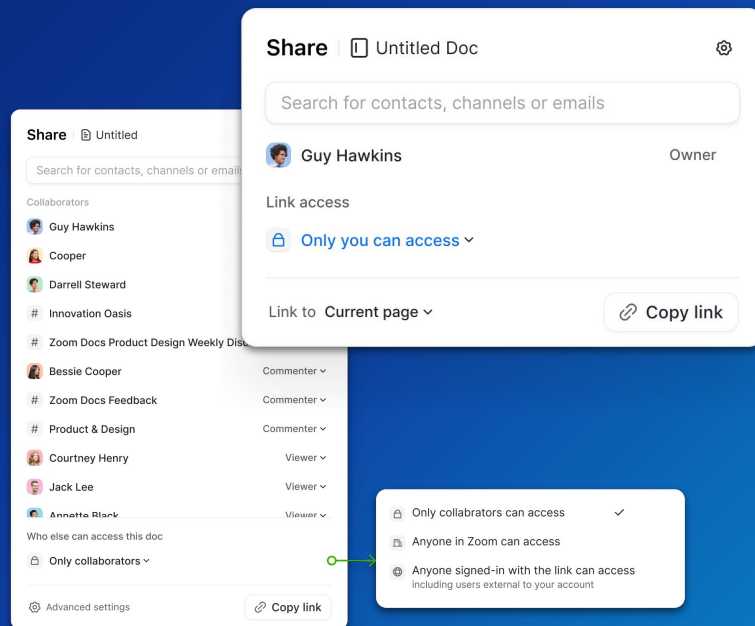 Share Untitled Doc
Search for contacts, channels or emails
Guy Hawkins Owner
Link access
Only you can access
Link to Current page Copy link
Share Untitled
Search for contacts, channels or emails
Collaborators
Guy Hawkins
Cooper
Darrell Steward
# Innovation Oasis
# Zoom Docs Product Design Weekly Disc
Bessie Cooper Commenter
# Zoom Docs Feedback Commenter
# Product & Design Commenter
Courtney Henry Viewer
Jack Lee Viewer
Annette Black Viewer
Who else can access this doc
Only collaborators
Advanced settings Copy link
Only collabrators can access
Anyone in Zoom can access
Anyone signed-in with the link can access
including users external to your account